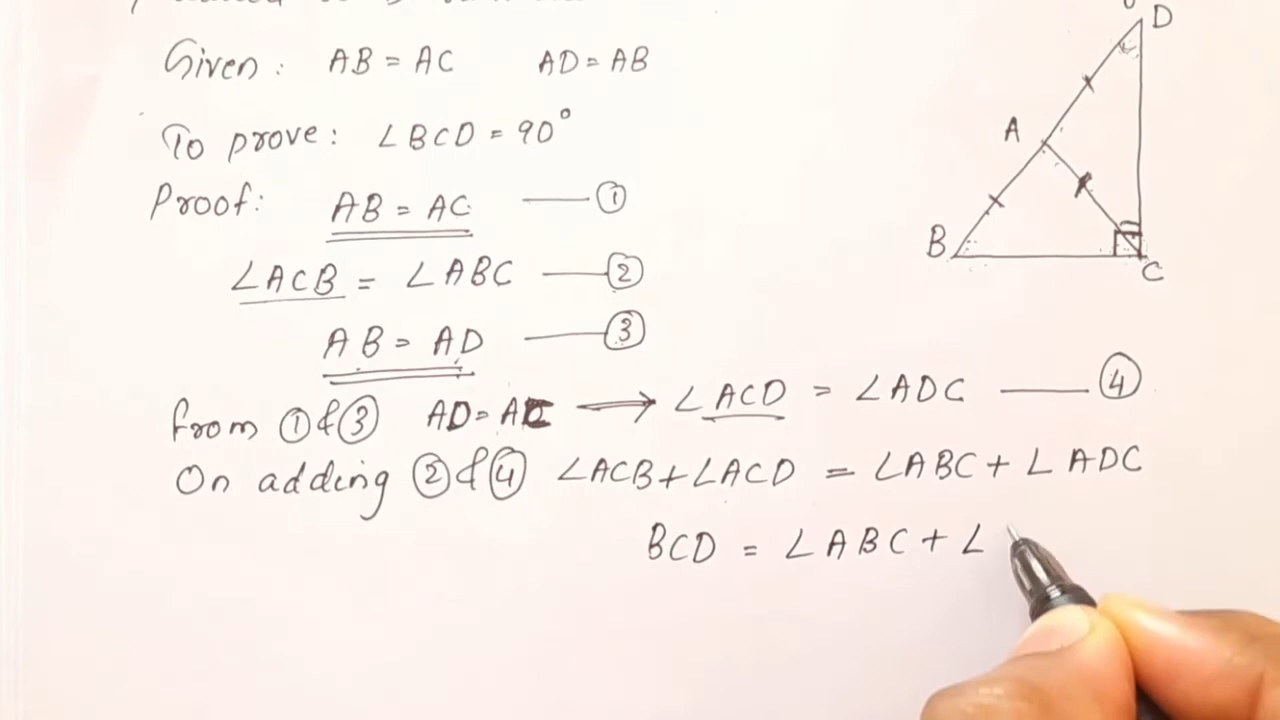 Given: AB = AC AD = AB
To prove: ∠BCD = 90°
Proof: AB = AC —— ①
∠ACB = ∠ABC —— ②
AB = AD —— ③
from ① & ③ AD = AC → ∠ACD = ∠ADC —— ④
On adding ② & ④ ∠ACB + ∠ACD = ∠ABC + ∠ADC
BCD = ∠ABC + ∠
D
A
B
C